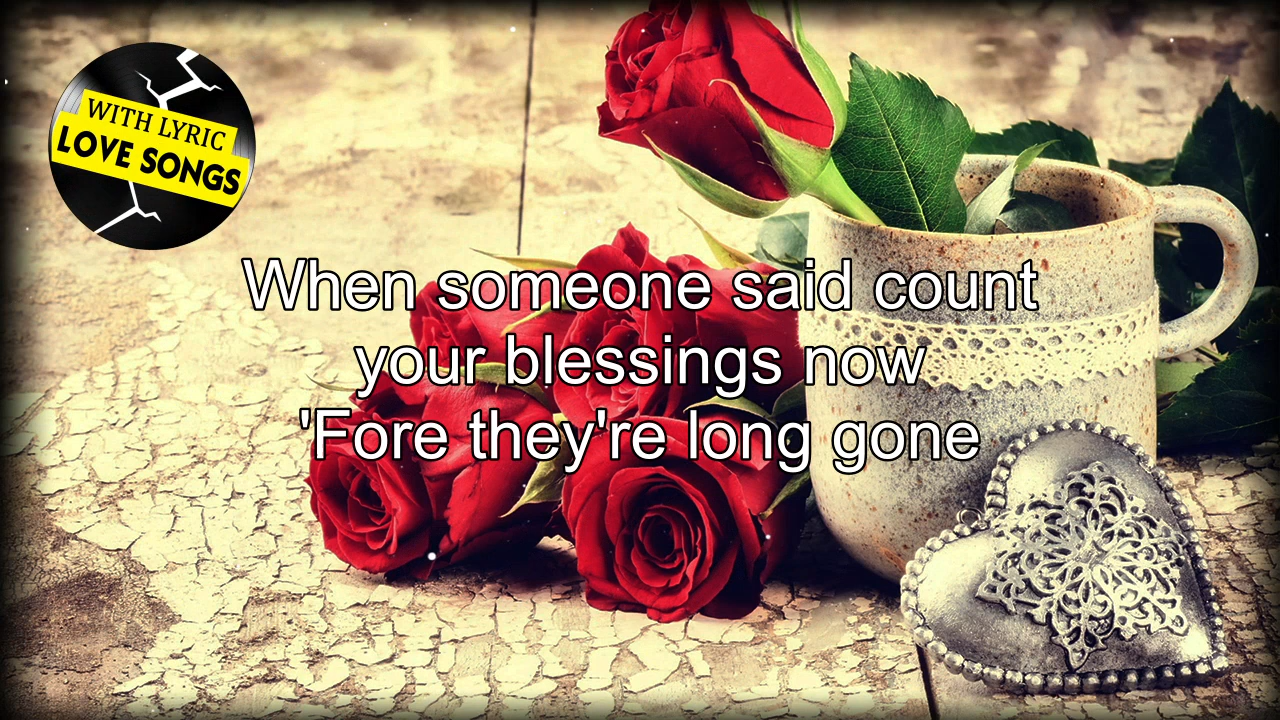 WITH LYRIC
LOVE SONGS
When someone said count
your blessings now
'Fore they're long gone